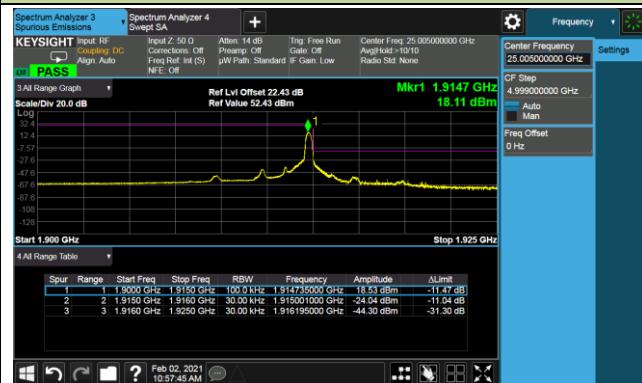 Spectrum Analyzer 3
Spurious Emissions
Spectrum Analyzer 4
Swept SA
Frequency
KEYSIGHT
Input: RF
Coupling: DC
Align: Auto
Input Z: 50 Ω
Corrections: Off
Freq Ref: Int (S)
NFE: Off
Atten: 14 dB
Preamp: Off
µW Path: Standard
Trig: Free Run
Gate: Off
IF Gain: Low
Center Freq: 25.005000000 GHz
Avg|Hold:>10/10
Radio Std: None
PASS
Center Frequency
25.005000000 GHz
Settings
CF Step
4.999000000 GHz
Auto
Man
Freq Offset
0 Hz
3 All Range Graph
Scale/Div 20.0 dB
Ref Lvl Offset 22.43 dB
Ref Value 52.43 dBm
Mkr1 1.9147 GHz
18.11 dBm
Log
32.4
12.4
-7.57
-27.6
-47.6
-67.6
-87.6
-108
-128
1
Start 1.900 GHz
Stop 1.925 GHz
4 All Range Table
Spur Range Start Freq Stop Freq RBW Frequency Amplitude ΔLimit
1 1 1.9000 GHz 1.9150 GHz 100.0 kHz 1.914735000 GHz 18.53 dBm -11.47 dB
2 2 1.9150 GHz 1.9160 GHz 30.00 kHz 1.915001000 GHz -24.04 dBm -11.04 dB
3 3 1.9160 GHz 1.9250 GHz 30.00 kHz 1.916195000 GHz -44.30 dBm -31.30 dB
Feb 02, 2021
10:57:45 AM